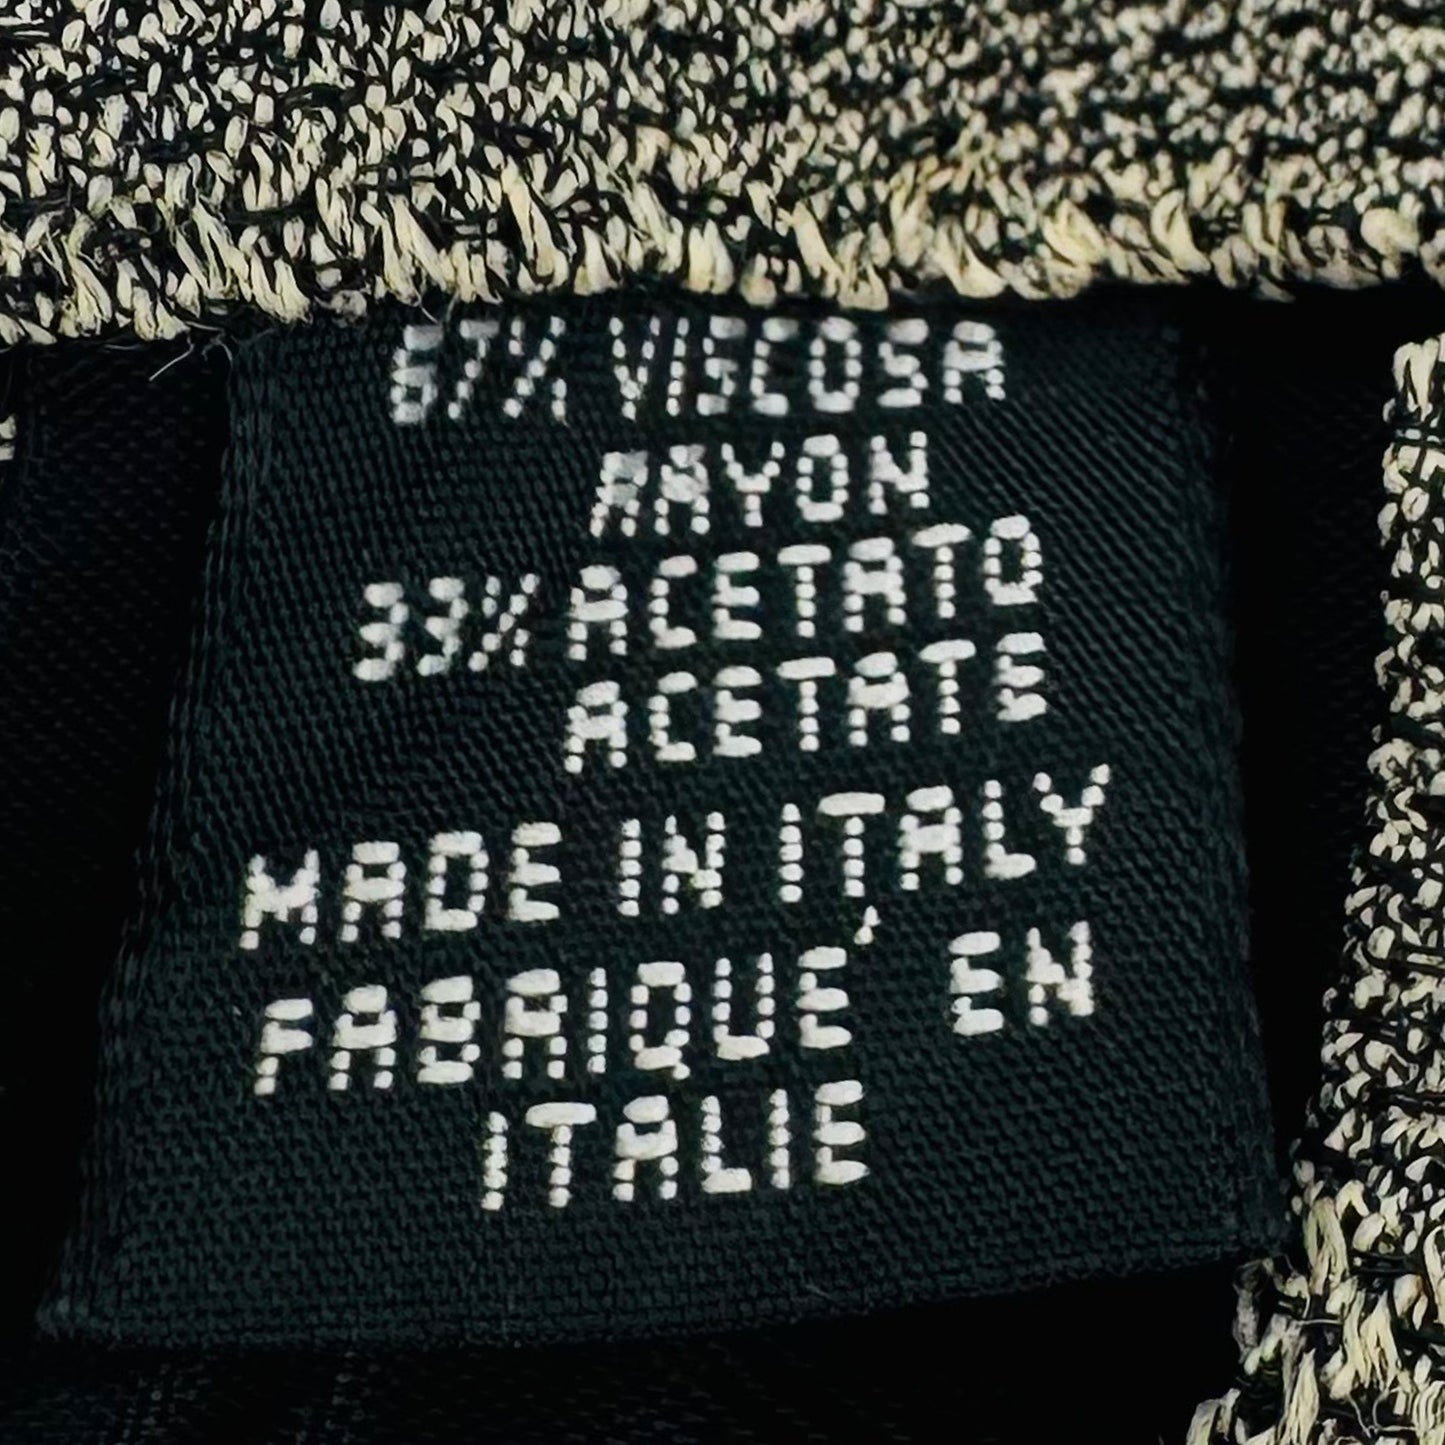 67% VISCOSA
RAYON
33% ACETATO
ACETATE
MADE IN ITALY
FABRIQUÉ EN
ITALIE